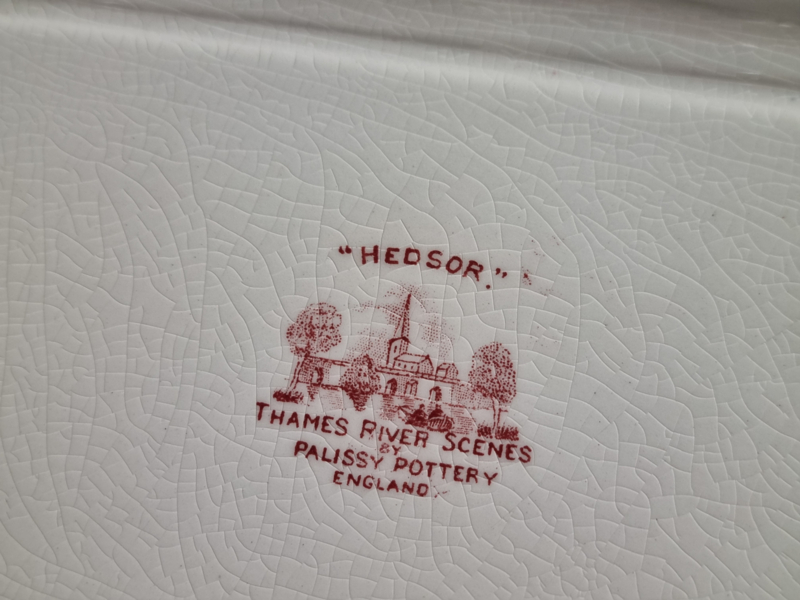 "HEDSOR."
THAMES RIVER SCENES
BY
PALISSY POTTERY
ENGLAND